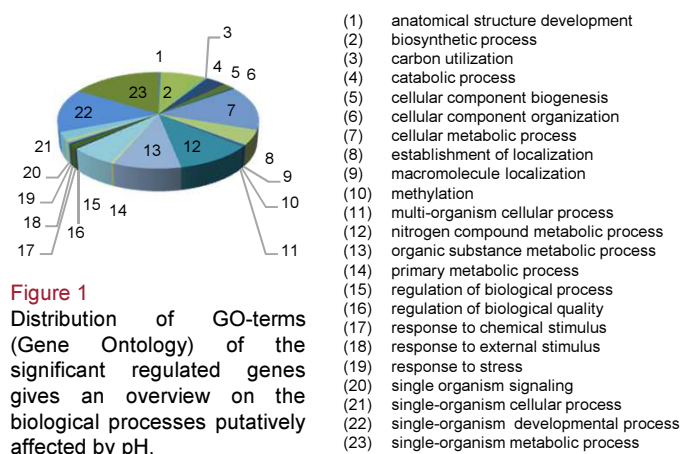 1
2
3
4
5 6
7
8
9
10
11
12
13
14
15
16
17
18
19
20
21
22
23
Figure 1
Distribution of GO-terms
(Gene Ontology) of the
significant regulated genes
gives an overview on the
biological processes putatively
affected by pH.
(1) anatomical structure development
(2) biosynthetic process
(3) carbon utilization
(4) catabolic process
(5) cellular component biogenesis
(6) cellular component organization
(7) cellular metabolic process
(8) establishment of localization
(9) macromolecule localization
(10) methylation
(11) multi-organism cellular process
(12) nitrogen compound metabolic process
(13) organic substance metabolic process
(14) primary metabolic process
(15) regulation of biological process
(16) regulation of biological quality
(17) response to chemical stimulus
(18) response to external stimulus
(19) response to stress
(20) single organism signaling
(21) single-organism cellular process
(22) single-organism developmental process
(23) single-organism metabolic process